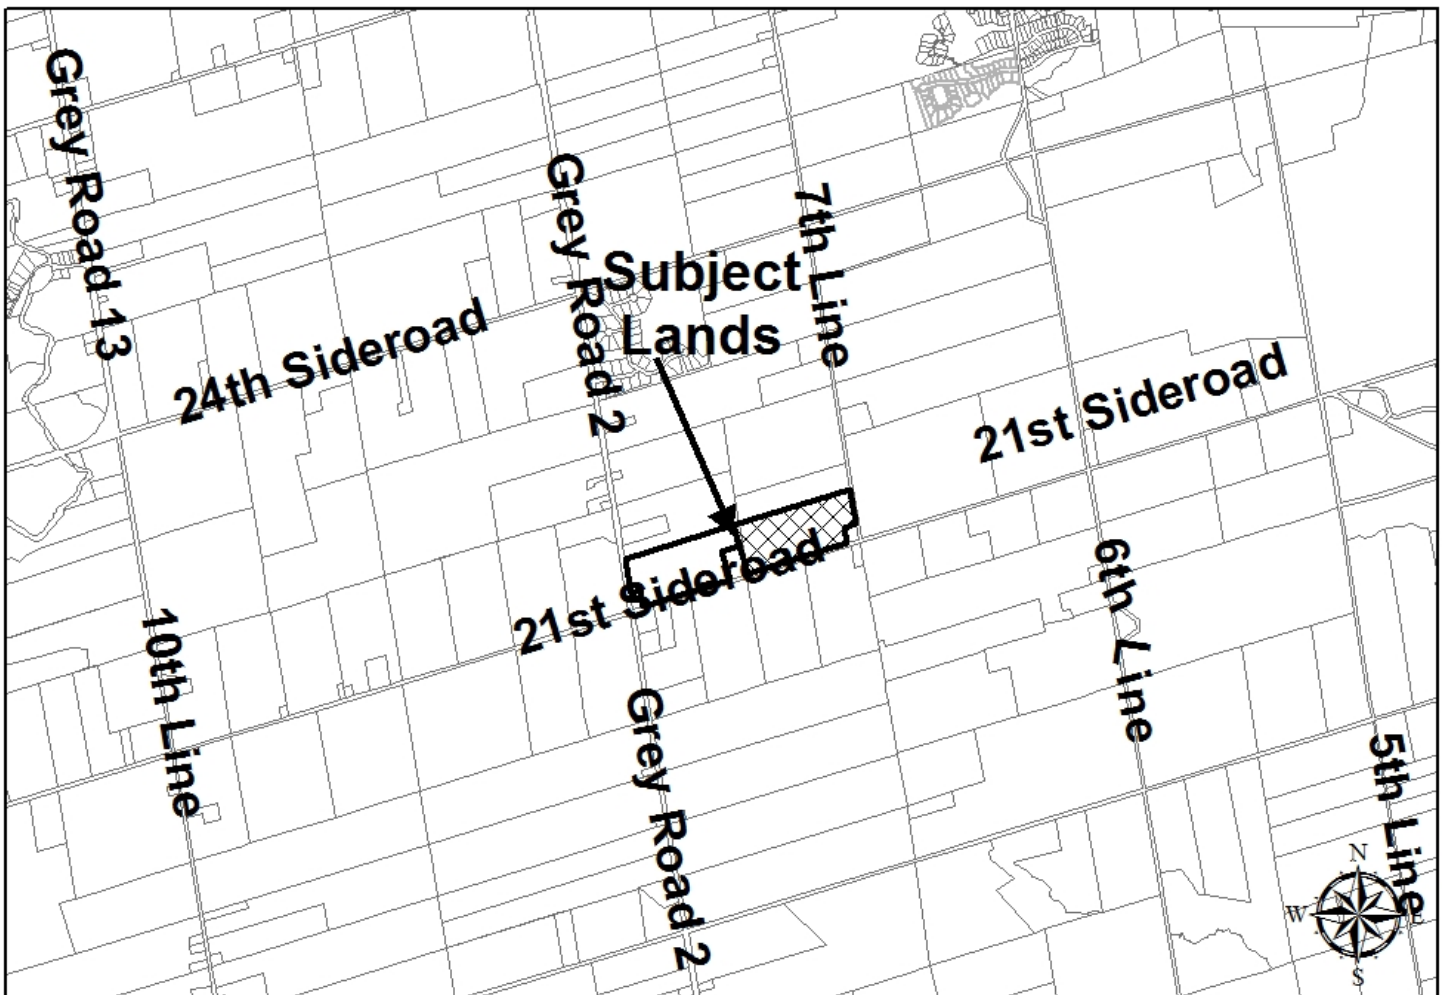 Grey Road 13
Grey Road 2
7th Line
Subject
Lands
24th Sideroad
21st Sideroad
21st Sideroad
6th Line
10th Line
Grey Road 2
5th Line
N
W
E
S